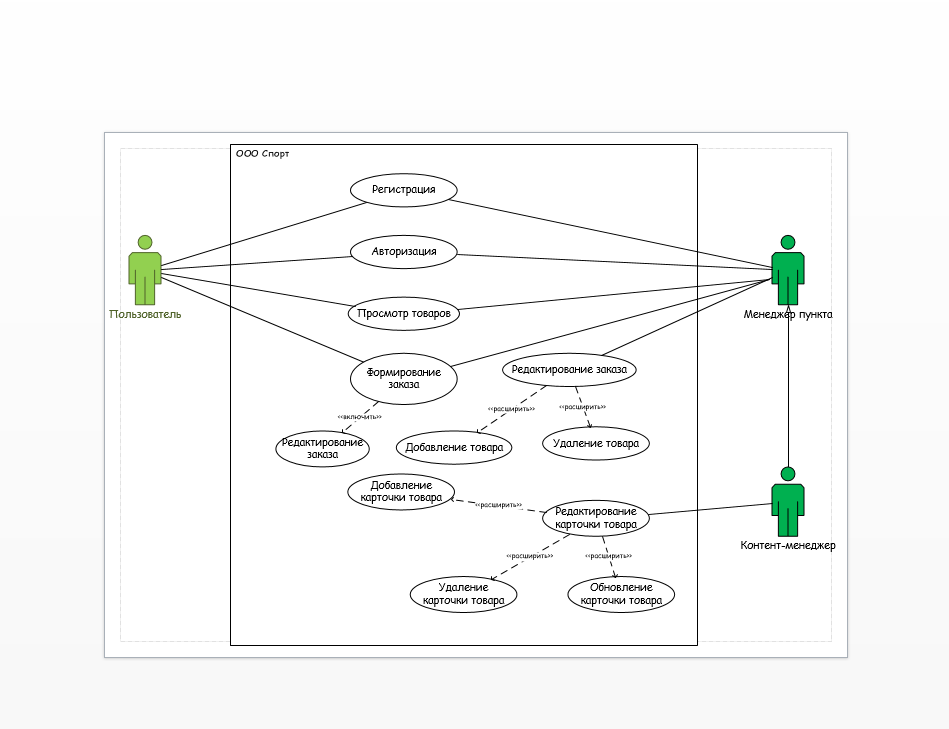 ООО Спорт
Регистрация
Авторизация
Пользователь
Просмотр товаров
Менеджер пункта
Формирование
заказа
Редактирование заказа
<<включить>>
<<расширить>>
<<расширить>>
Редактирование
заказа
Добавление товара
Удаление товара
Добавление
карточки товара
<<расширить>>
Редактирование
карточки товара
Контент-менеджер
<<расширить>>
<<расширить>>
Удаление
карточки товара
Обновление
карточки товара